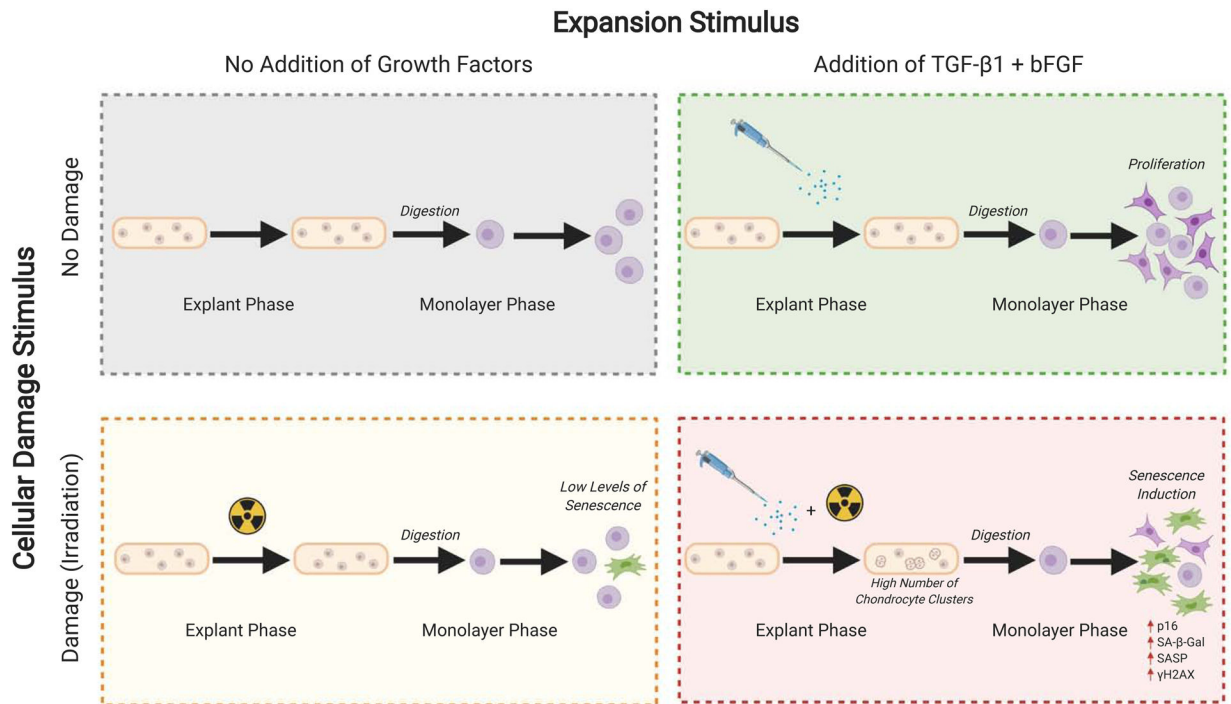 Expansion Stimulus
No Addition of Growth Factors
Addition of TGF-β1 + bFGF
Cellular Damage Stimulus
No Damage
Digestion
Explant Phase
Monolayer Phase
Proliferation
Digestion
Explant Phase
Monolayer Phase
Damage (Irradiation)
Low Levels of
Senescence
Digestion
Explant Phase
Monolayer Phase
+
Senescence
Induction
Digestion
High Number of
Chondrocyte Clusters
Explant Phase
Monolayer Phase
p16
SA-β-Gal
SASP
γH2AX